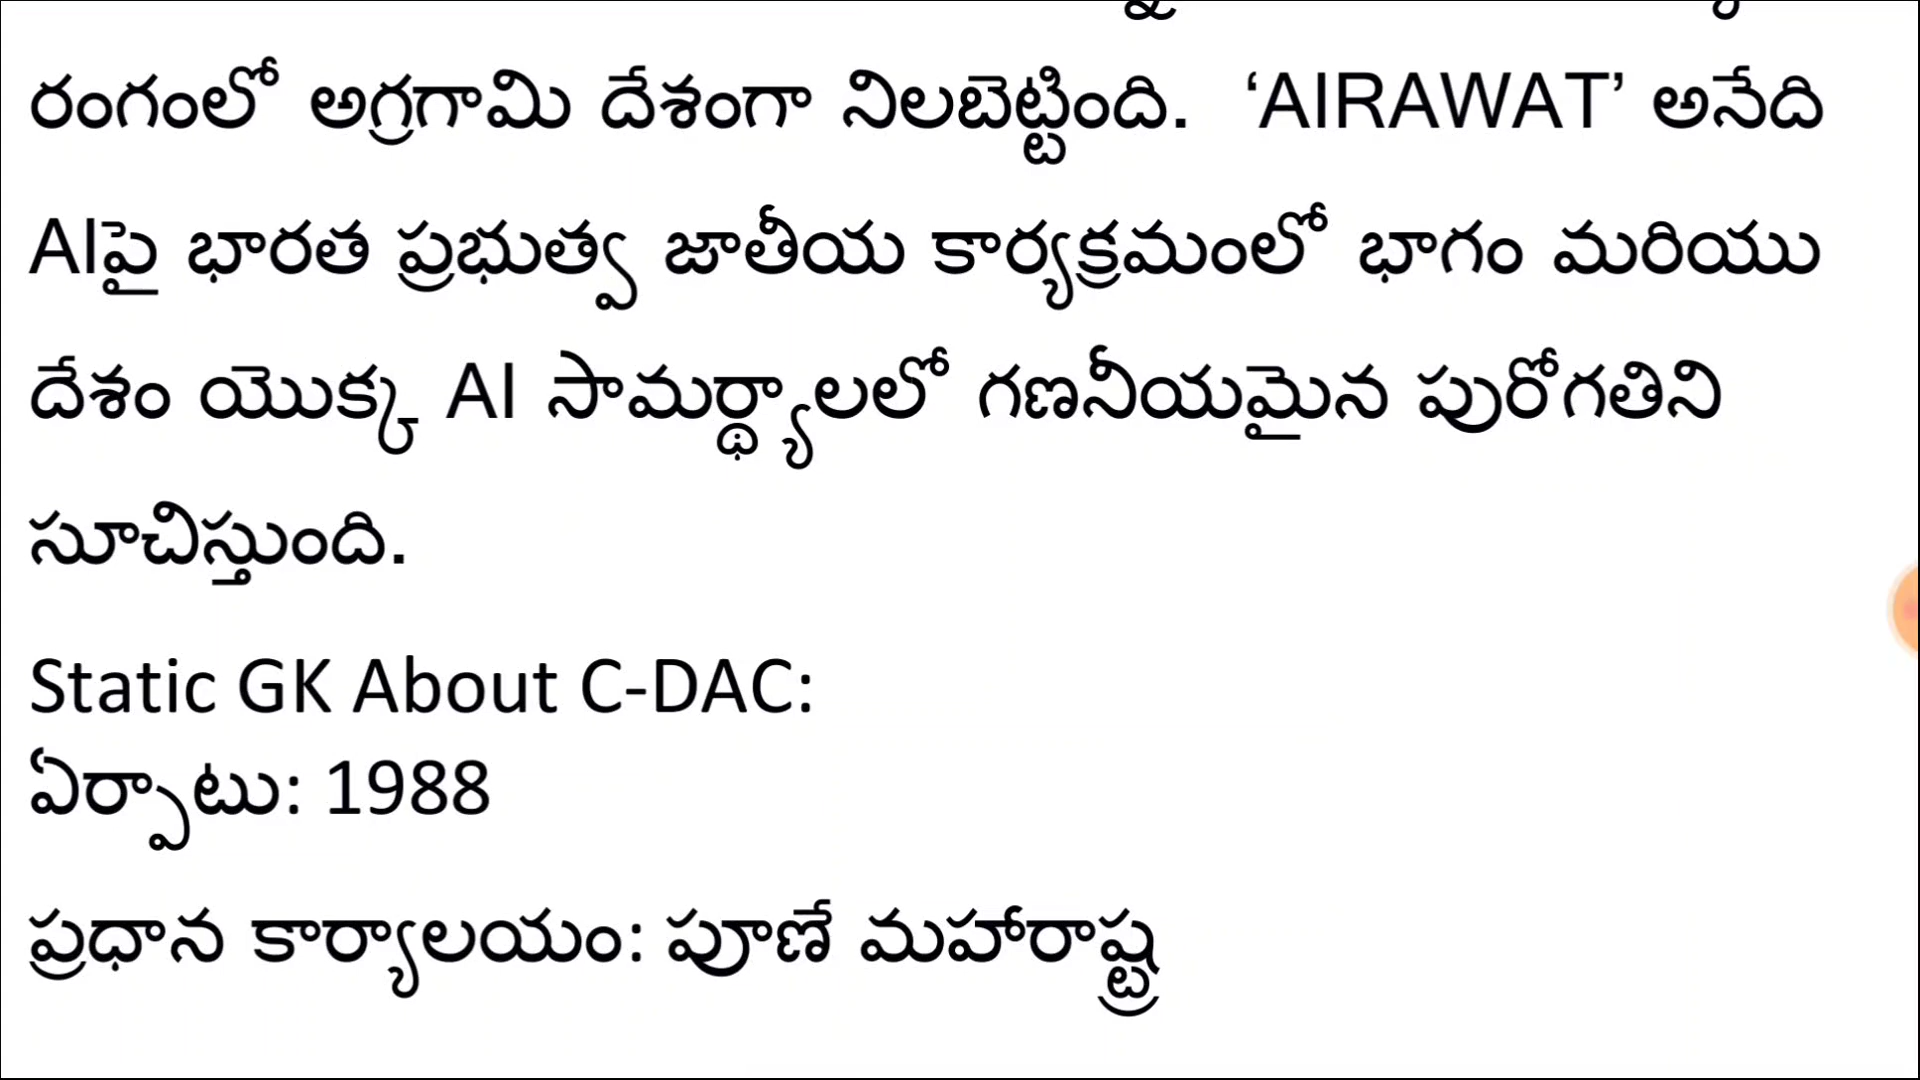 రంగంలో అగ్రగామి దేశంగా నిలబెట్టింది. ‘AIRAWAT’ అనేది
AIపై భారత ప్రభుత్వ జాతీయ కార్యక్రమంలో భాగం మరియు
దేశం యొక్క AI సామర్థ్యాలలో గణనీయమైన పురోగతిని
సూచిస్తుంది.
Static GK About C-DAC:
ఏర్పాటు: 1988
ప్రధాన కార్యాలయం: పూణే మహారాష్ట్ర